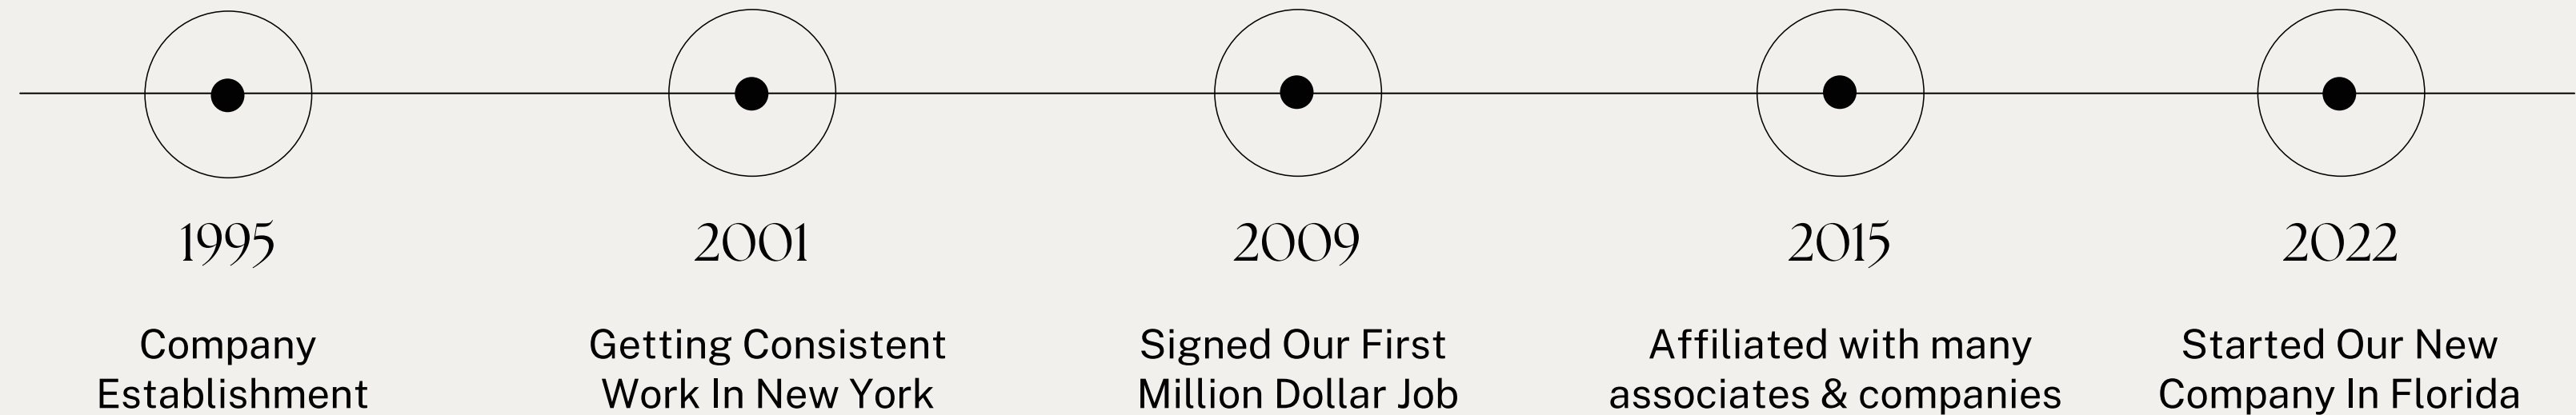 1995
Company
Establishment
2001
Getting Consistent
Work In New York
2009
Signed Our First
Million Dollar Job
2015
Affiliated with many
associates & companies
2022
Started Our New
Company In Florida